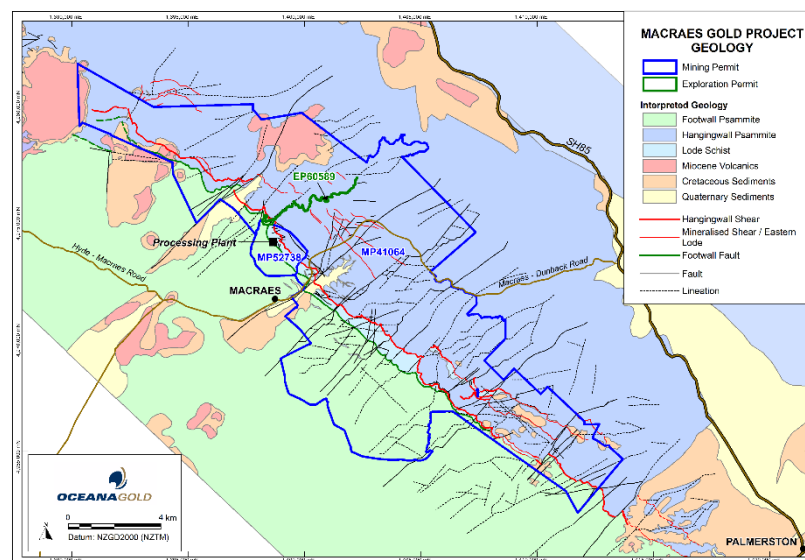 MACRAES GOLD PROJECT
GEOLOGY
Mining Permit
Exploration Permit
Interpreted Geology
Footwall Psammite
Hangingwall Psammite
Lode Schist
Miocene Volcanics
Cretaceous Sediments
Quaternary Sediments
Hangingwall Shear
Mineralised Shear / Eastern
Lode
Footwall Fault
Fault
Lineation
SH85
EP60589
Processing Plant
MP52738
MP41064
Hyde - Macraes Road
Macraes - Dunback Road
MACRAES
OCEANAGOLD
0 4 km
Datum: NZGD2000 (NZTM)
N
PALMERSTON